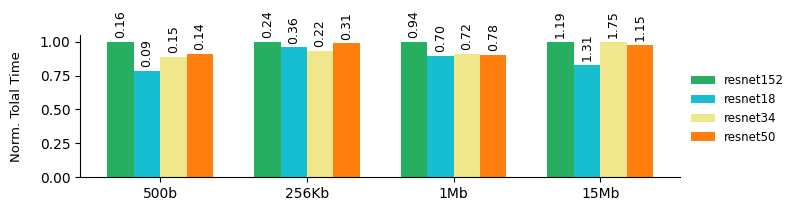 0.16 0.09 0.15 0.14 0.24 0.36 0.22 0.31 0.94 0.70 0.72 0.78 1.19 1.31 1.75 1.15
Norm. Tolal Time
1.00
0.75
0.50
0.25
0.00
500b 256Kb 1Mb 15Mb
resnet152
resnet18
resnet34
resnet50